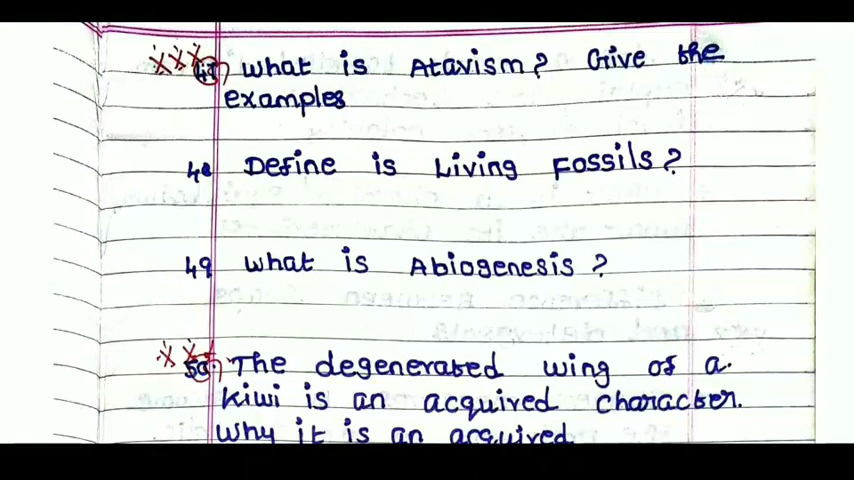 47) What is Atavism? Give the
examples
48 Define is Living Fossils?
49 What is Abiogenesis?
50) The degenerated wing of a
Kiwi is an acquired character.
Why it is an acquired